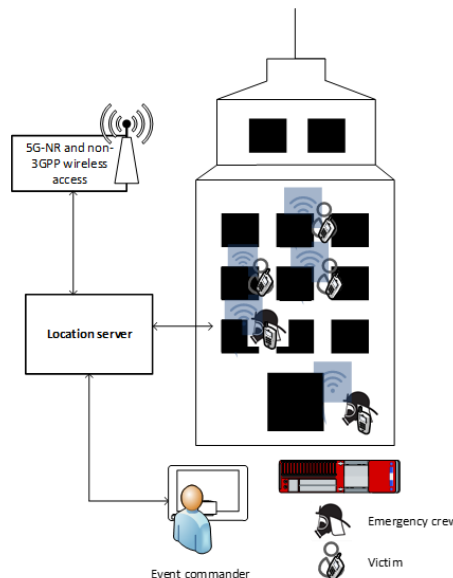 5G-NR and non-
3GPP wireless
access
Location server
Emergency crew
Victim
Event commander